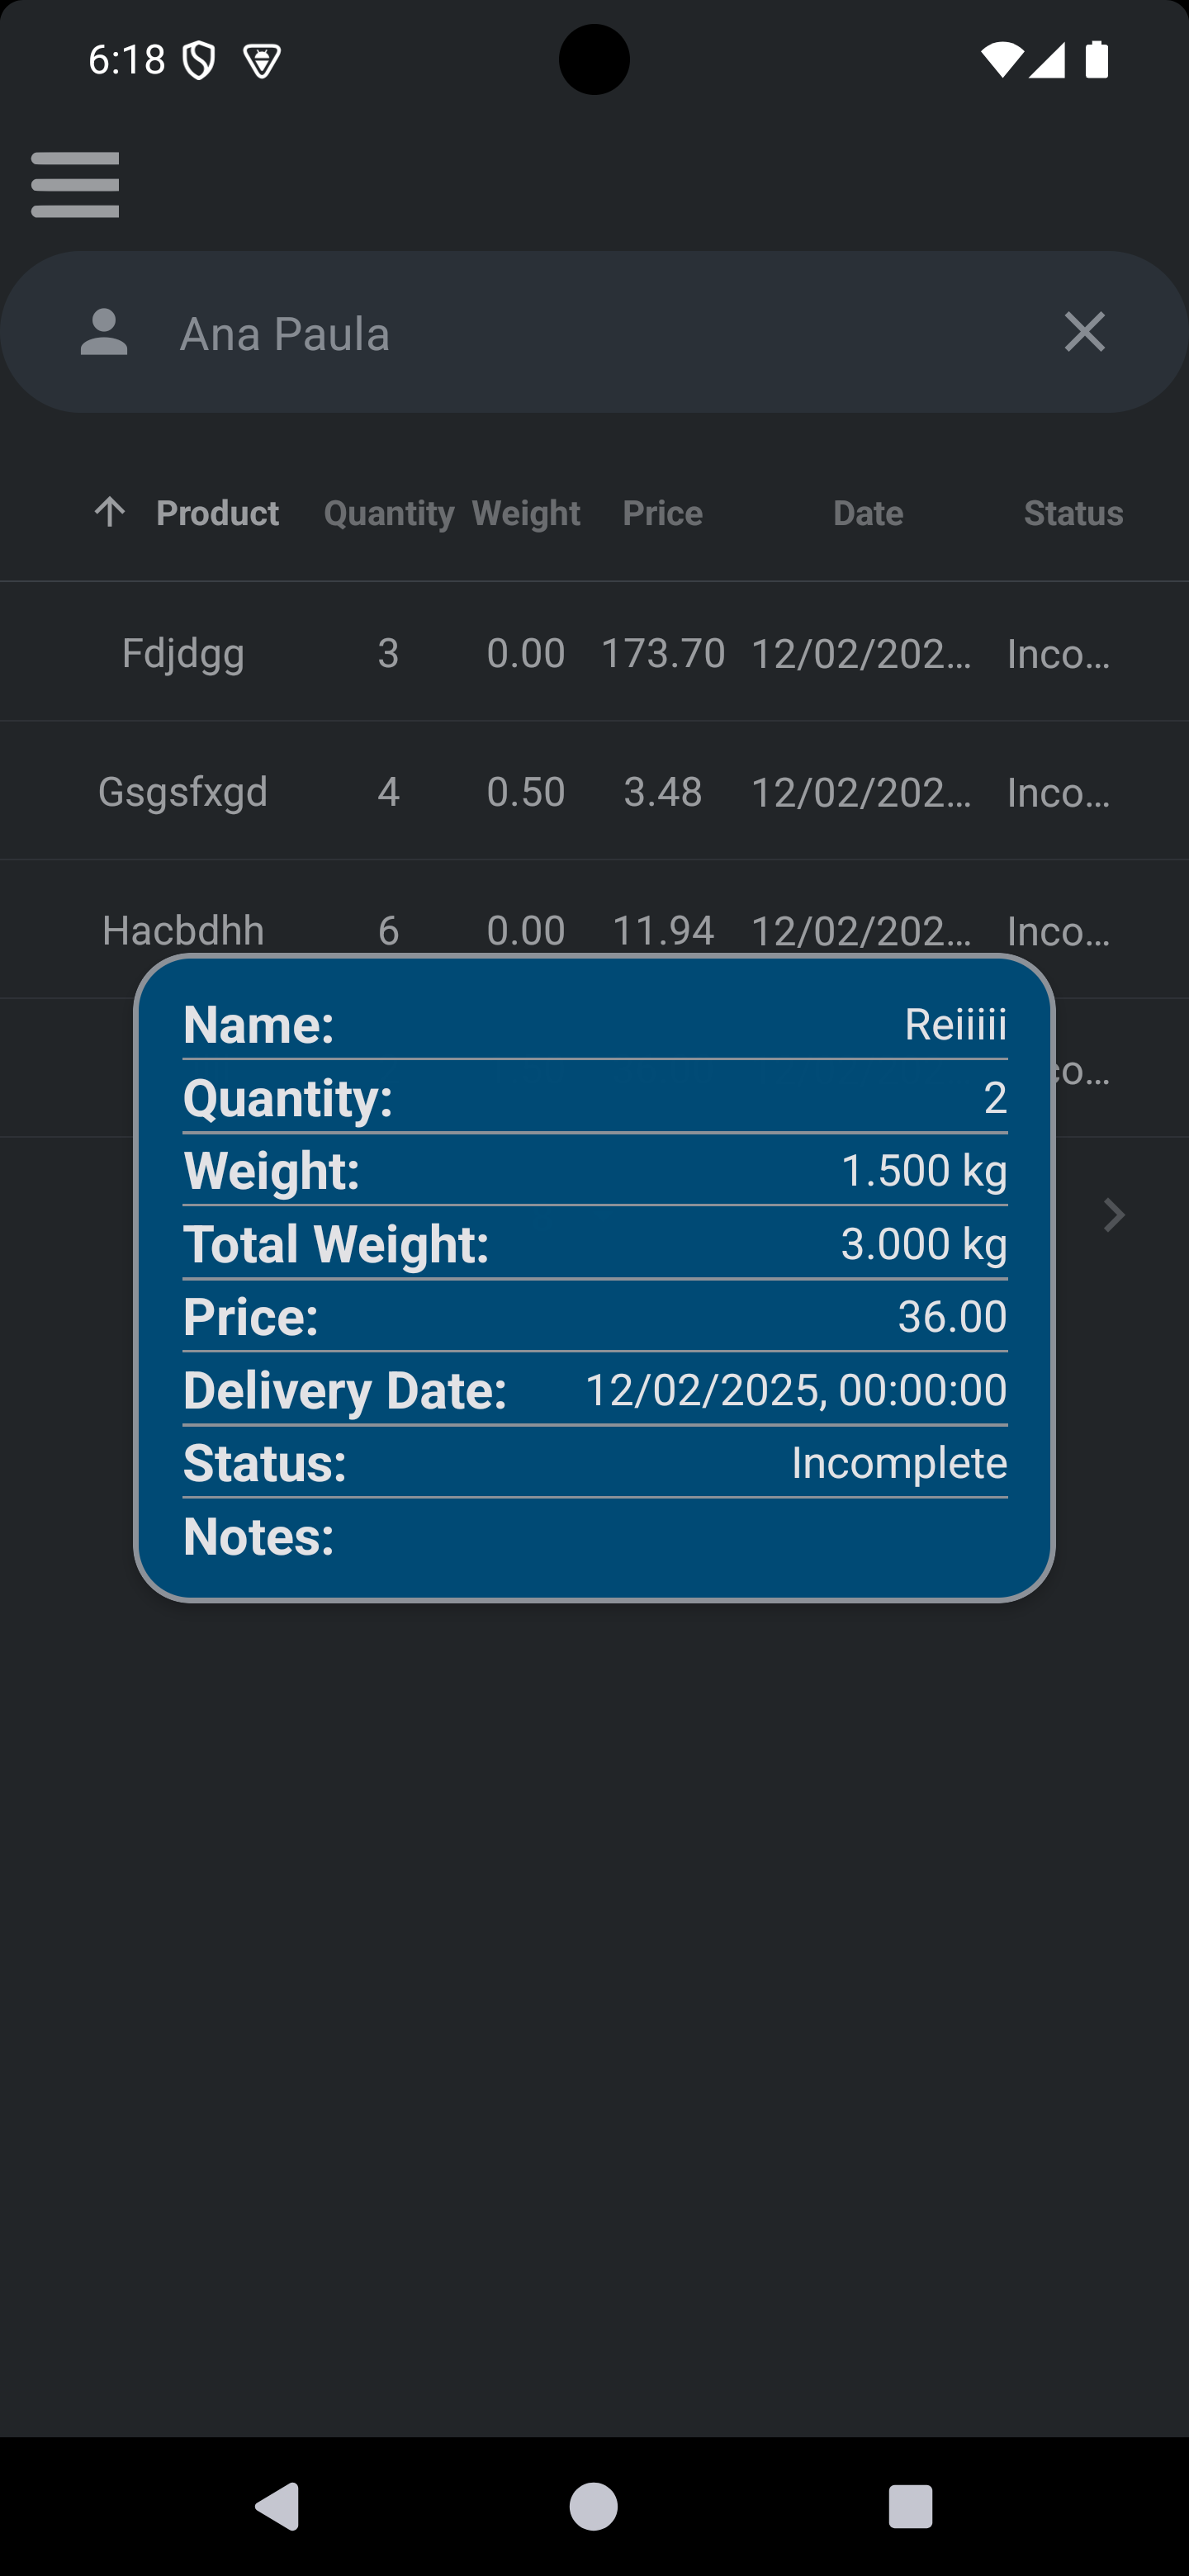 6:18
Ana Paula
Product Quantity Weight Price Date Status
Fdjdgg 3 0.00 173.70 12/02/202... Inco...
Gsgsfxgd 4 0.50 3.48 12/02/202... Inco...
Hacbdhh 6 0.00 11.94 12/02/202... Inco...
Name: Reiiiii
co...
Quantity: 2
Weight: 1.500 kg
Total Weight: 3.000 kg
Price: 36.00
Delivery Date: 12/02/2025, 00:00:00
Status: Incomplete
Notes: